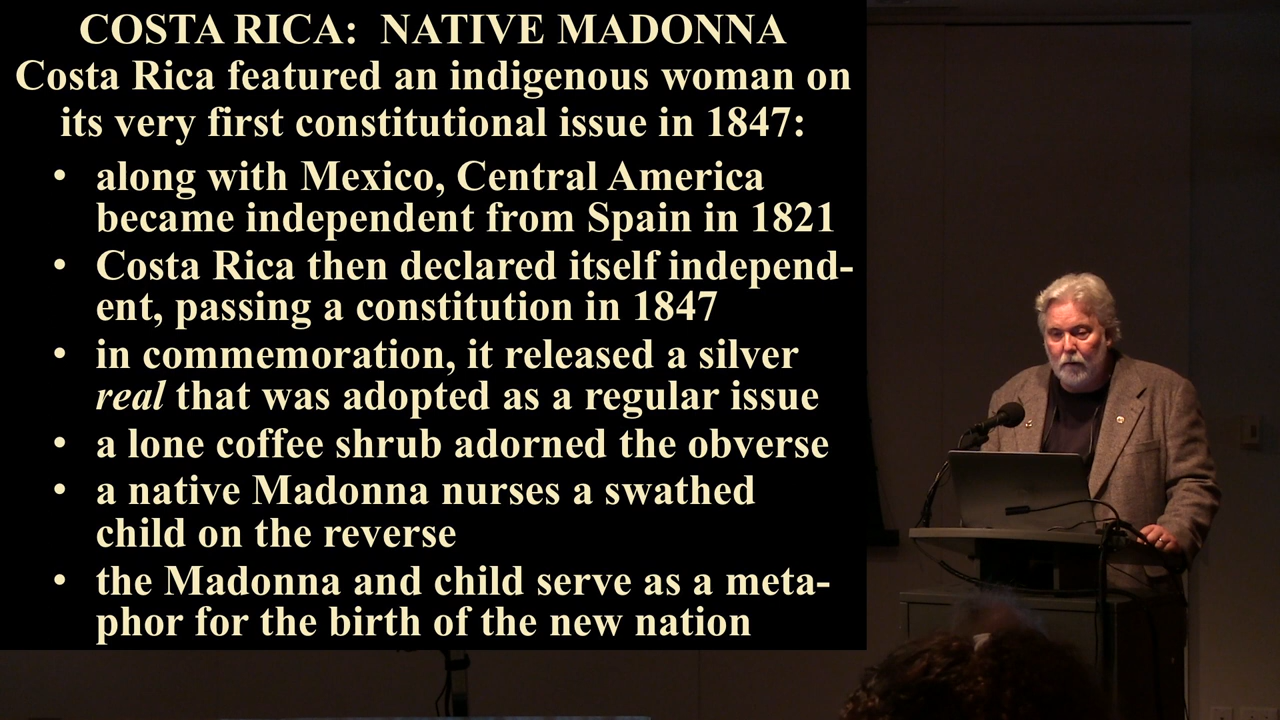 COSTA RICA: NATIVE MADONNA
Costa Rica featured an indigenous woman on
its very first constitutional issue in 1847:
• along with Mexico, Central America
became independent from Spain in 1821
• Costa Rica then declared itself independ-
ent, passing a constitution in 1847
• in commemoration, it released a silver
real that was adopted as a regular issue
• a lone coffee shrub adorned the obverse
• a native Madonna nurses a swathed
child on the reverse
• the Madonna and child serve as a meta-
phor for the birth of the new nation